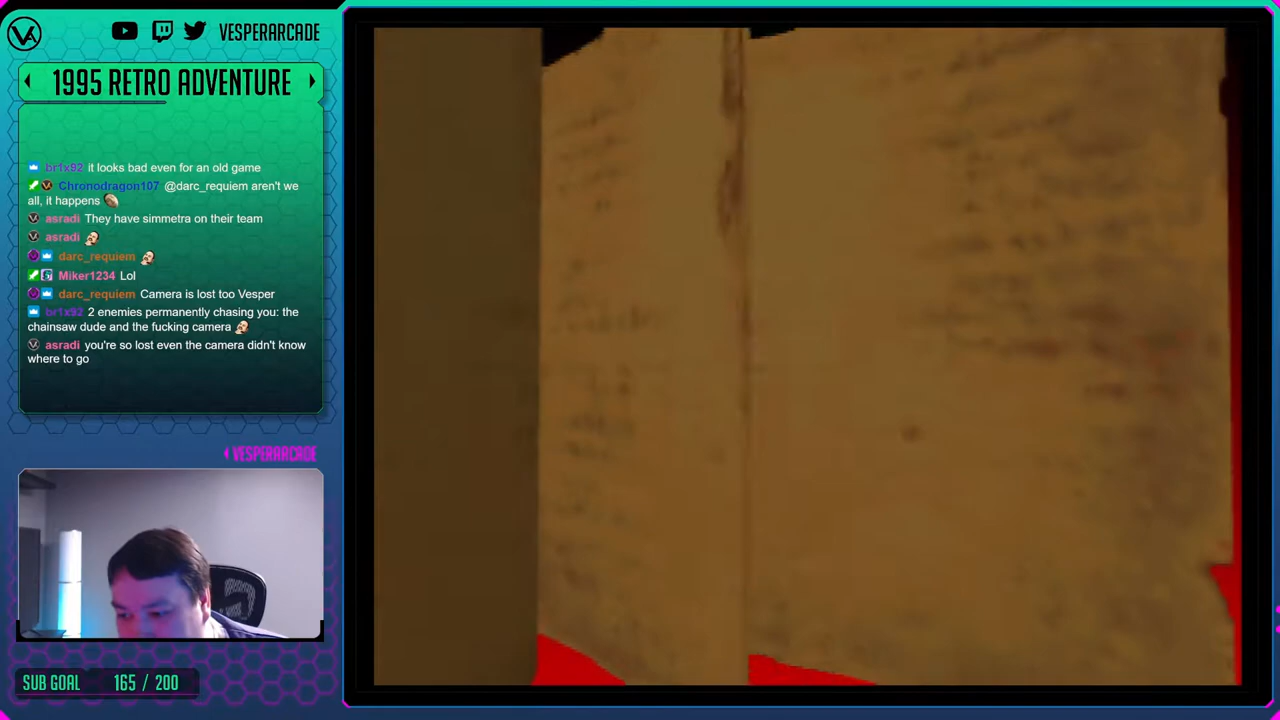 VESPERARCADE
1995 RETRO ADVENTURE
br1x92 it looks bad even for an old game
Chronodragon107 @darc_requiem aren't we
all, it happens
asradi They have simmetra on their team
asradi
darc_requiem
Miker1234 Lol
darc_requiem Camera is lost too Vesper
br1x92 2 enemies permanently chasing you: the
chainsaw dude and the fucking camera
asradi you're so lost even the camera didn't know
where to go
VESPERARCADE
SUB GOAL 165 / 200